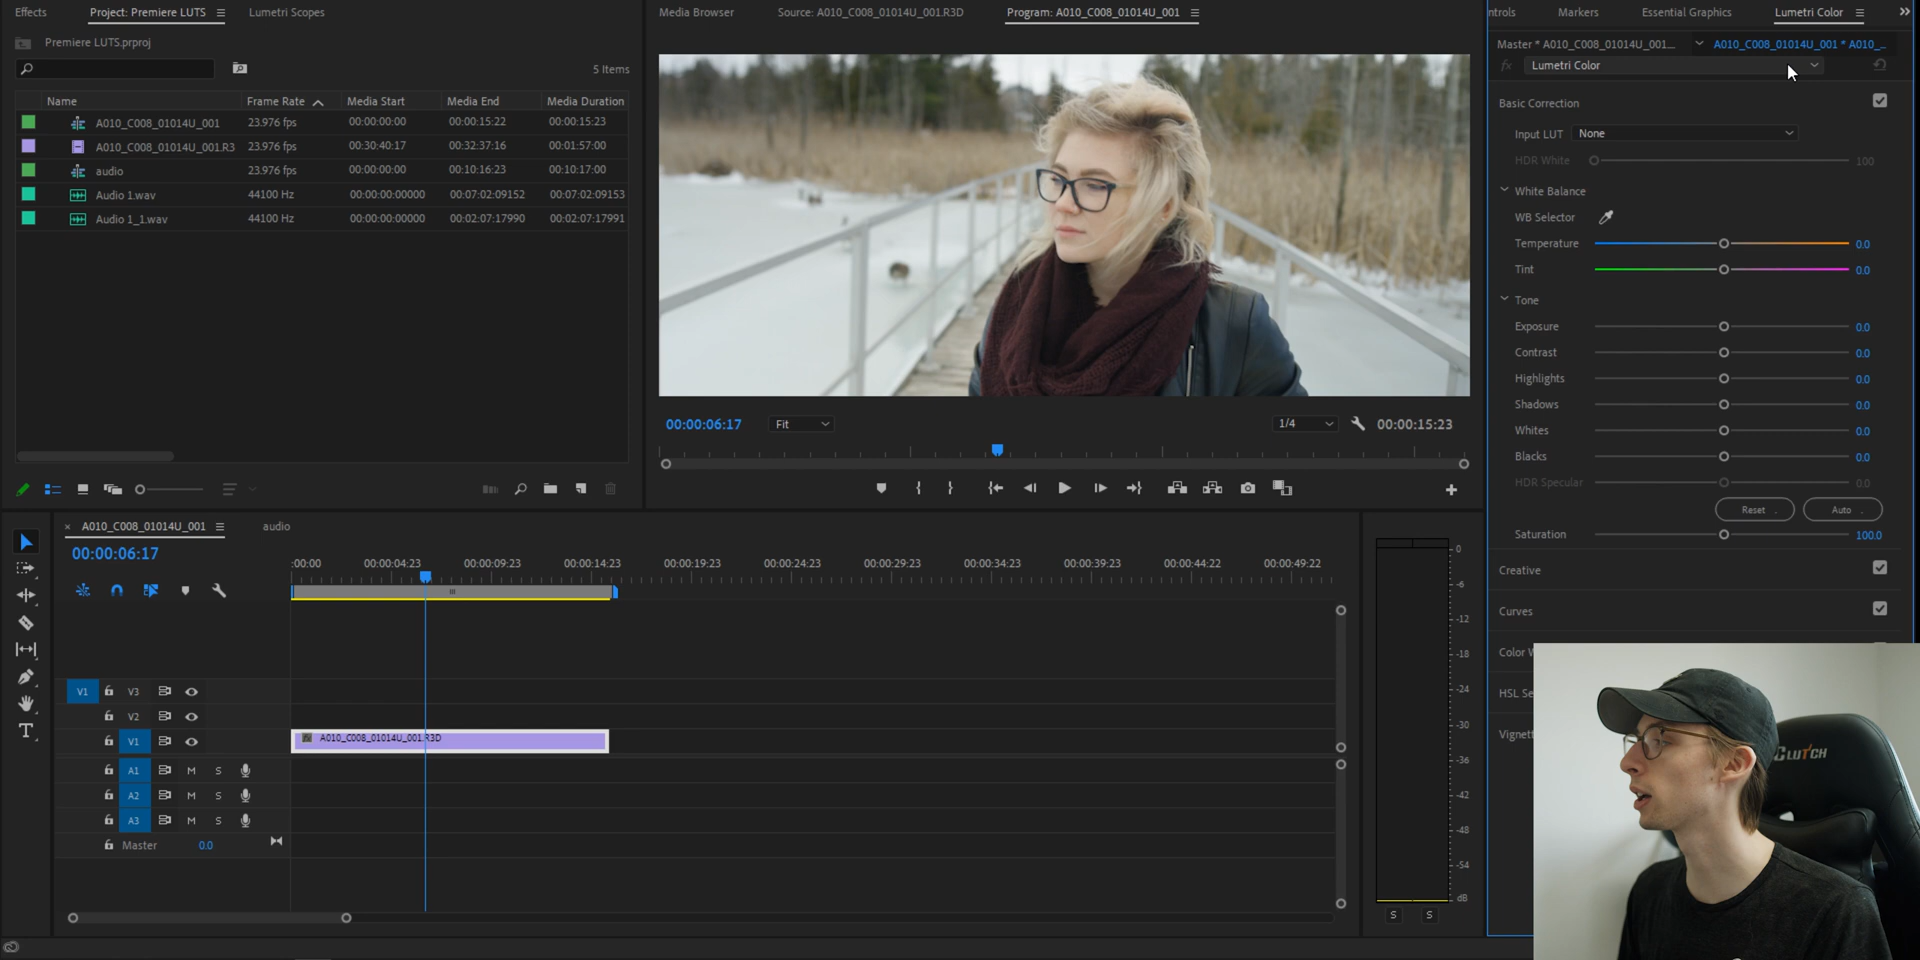 Effects
Project: Premiere LUTS
Lumetri Scopes
Premiere LUTS.prproj
5 Items
Name Frame Rate Media Start Media End Media Duration
A010_C008_01014U_001 23.976 fps 00:00:00:00 00:00:15:22 00:00:15:23
A010_C008_01014U_001.R3 23.976 fps 00:30:40:17 00:32:37:16 00:01:57:00
audio 23.976 fps 00:00:00:00 00:10:16:23 00:10:17:00
Audio 1.wav 44100 Hz 00:00:00:00000 00:07:02:09152 00:07:02:09153
Audio 1_1.wav 44100 Hz 00:00:00:00000 00:02:07:17990 00:02:07:17991
Media Browser
Source: A010_C008_01014U_001.R3D
Program: A010_C008_01014U_001
00:00:06:17
Fit
1/4
00:00:15:23
ntrols
Markers
Essential Graphics
Lumetri Color
Master * A010_C008_01014U_001...
A010_C008_01014U_001 * A010_...
fx
Lumetri Color
Basic Correction
Input LUT None
HDR White 100
White Balance
WB Selector
Temperature 0.0
Tint 0.0
Tone
Exposure 0.0
Contrast 0.0
Highlights 0.0
Shadows 0.0
Whites 0.0
Blacks 0.0
HDR Specular 0.0
Reset Auto
Saturation 100.0
Creative
Curves
Color W
HSL Se
Vignett
A010_C008_01014U_001
audio
00:00:06:17
:00:00 00:00:04:23 00:00:09:23 00:00:14:23 00:00:19:23 00:00:24:23 00:00:29:23 00:00:34:23 00:00:39:23 00:00:44:22 00:00:49:22
V1 V3
V2
V1
A010_C008_01014U_001.R3D
A1 M S
A2 M S
A3 M S
Master 0.0
0
-6
-12
-18
-24
-30
-36
-42
-48
-54
dB
S S
CLUTCH